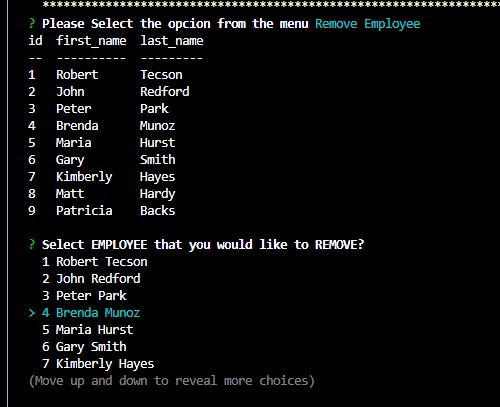 ******************************************************************
? Please Select the opcion from the menu Remove Employee
id  first_name  last_name
--  ----------  ---------
1   Robert      Tecson
2   John        Redford
3   Peter       Park
4   Brenda      Munoz
5   Maria       Hurst
6   Gary        Smith
7   Kimberly    Hayes
8   Matt        Hardy
9   Patricia    Backs
? Select EMPLOYEE that you would like to REMOVE?
1 Robert Tecson
2 John Redford
3 Peter Park
> 4 Brenda Munoz
5 Maria Hurst
6 Gary Smith
7 Kimberly Hayes
(Move up and down to reveal more choices)